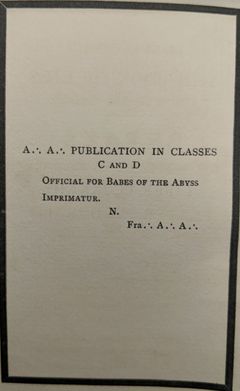 A∴ A∴ PUBLICATION IN CLASSES
C AND D
OFFICIAL FOR BABES OF THE ABYSS
IMPRIMATUR.
N.
Fra∴ A∴ A∴